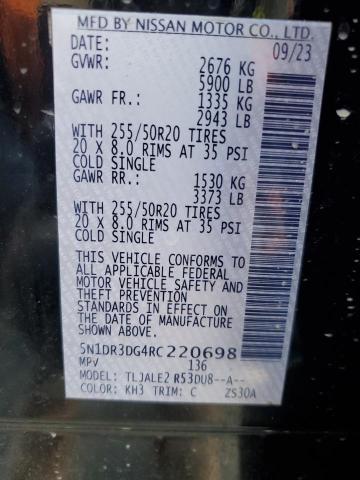 MFD BY NISSAN MOTOR CO., LTD.
DATE: 09/23
GVWR: 2676 KG
5900 LB
GAWR FR.: 1335 KG
2943 LB
WITH 255/50R20 TIRES
20 X 8.0 RIMS AT 35 PSI
COLD SINGLE
GAWR RR.: 1530 KG
3373 LB
WITH 255/50R20 TIRES
20 X 8.0 RIMS AT 35 PSI
COLD SINGLE
THIS VEHICLE CONFORMS TO
ALL APPLICABLE FEDERAL
MOTOR VEHICLE SAFETY AND
THEFT PREVENTION
STANDARDS IN EFFECT ON
THE DATE OF MANUFACTURE
SHOWN ABOVE.
5N1DR3DG4RC220698
MPV 136
MODEL: TLJALE2 R53DU8--A--
COLOR: KH3 TRIM: C ZS30A